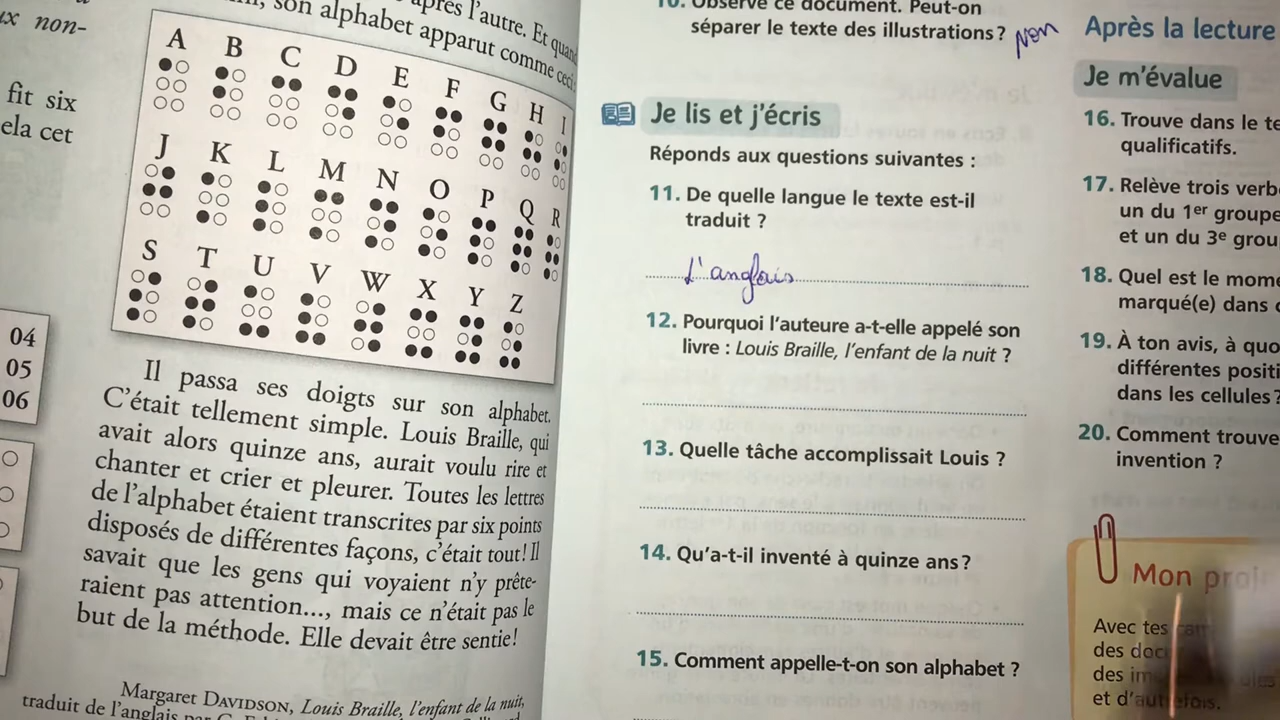 ux non-
fit six
ela cet
04
05
06
après l'autre. Et quand
son alphabet apparut comme ceci:
A B C D E F G H I
J K L M N O P Q R
S T U V W X Y Z
Il passa ses doigts sur son alphabet.
C'était tellement simple. Louis Braille, qui
avait alors quinze ans, aurait voulu rire et
chanter et crier et pleurer. Toutes les lettres
de l'alphabet étaient transcrites par six points
disposés de différentes façons, c'était tout! Il
savait que les gens qui voyaient n'y prête-
raient pas attention..., mais ce n'était pas le
but de la méthode. Elle devait être sentie!
Margaret DAVIDSON, Louis Braille, l'enfant de la nuit,
traduit de l'anglais par
10. Observe ce document. Peut-on
séparer le texte des illustrations? non
Je lis et j'écris
Réponds aux questions suivantes :
11. De quelle langue le texte est-il
traduit ?
L'anglais
12. Pourquoi l'auteure a-t-elle appelé son
livre : Louis Braille, l'enfant de la nuit ?
13. Quelle tâche accomplissait Louis ?
14. Qu'a-t-il inventé à quinze ans?
15. Comment appelle-t-on son alphabet ?
Après la lecture
Je m'évalue
16. Trouve dans le te
qualificatifs.
17. Relève trois verb
un du 1er groupe
et un du 3e grou
18. Quel est le mome
marqué(e) dans
19. À ton avis, à quo
différentes positi
dans les cellules?
20. Comment trouve
invention ?
Mon proj
Avec tes
des doc
des im
et d'autrefois.